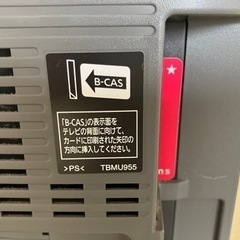 B-CAS
「B-CAS」の表示面を
テレビの背面に向けて、
カードに印刷された矢印の
方向に挿入してください。
>PS< TBMU955